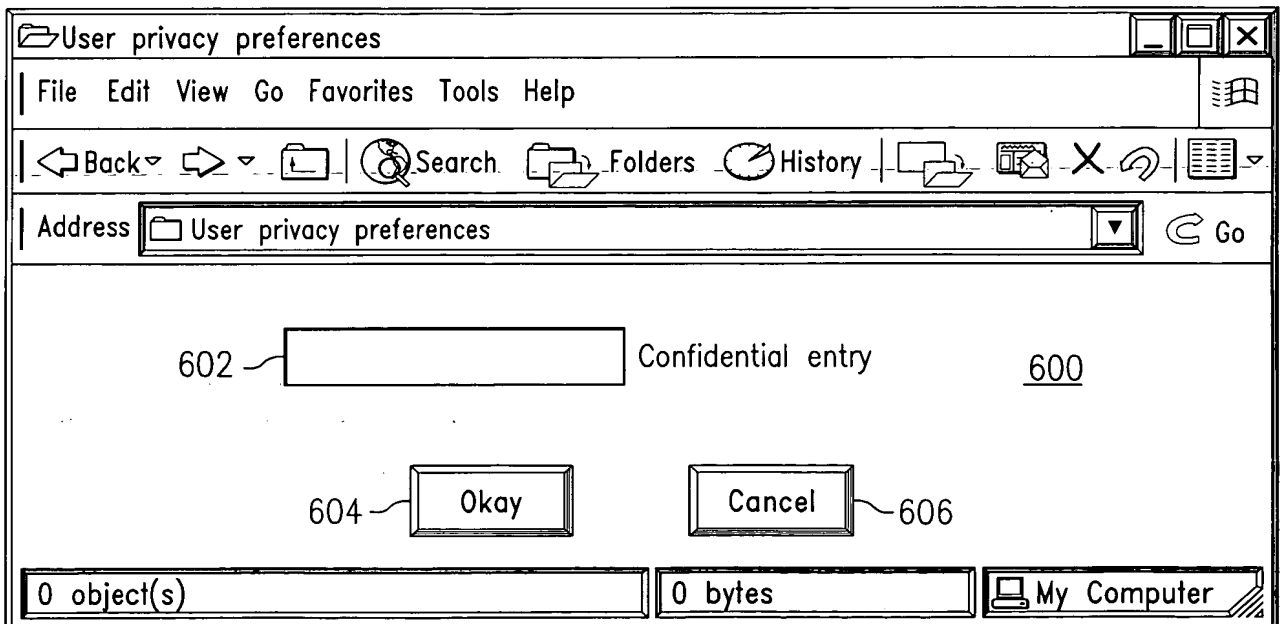 User privacy preferences
File Edit View Go Favorites Tools Help
Back Search Folders History
Address User privacy preferences Go
602 Confidential entry 600
604 Okay Cancel 606
0 object(s) 0 bytes My Computer